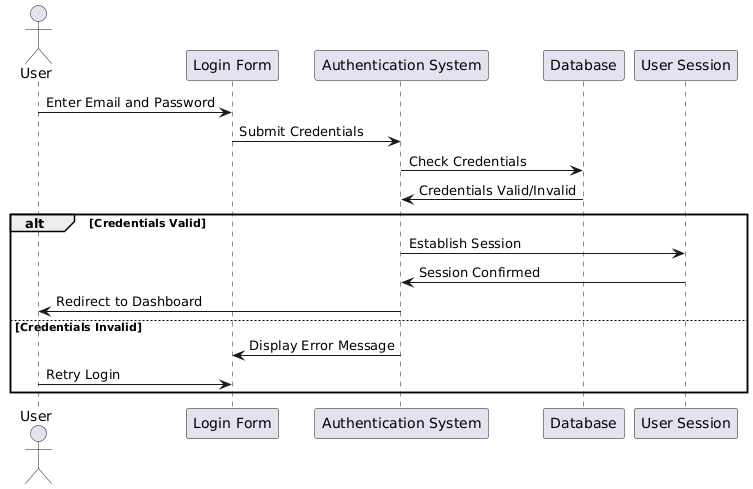 User
Login Form
Authentication System
Database
User Session
Enter Email and Password
Submit Credentials
Check Credentials
Credentials Valid/Invalid
alt
[Credentials Valid]
Establish Session
Session Confirmed
Redirect to Dashboard
[Credentials Invalid]
Display Error Message
Retry Login
User
Login Form
Authentication System
Database
User Session